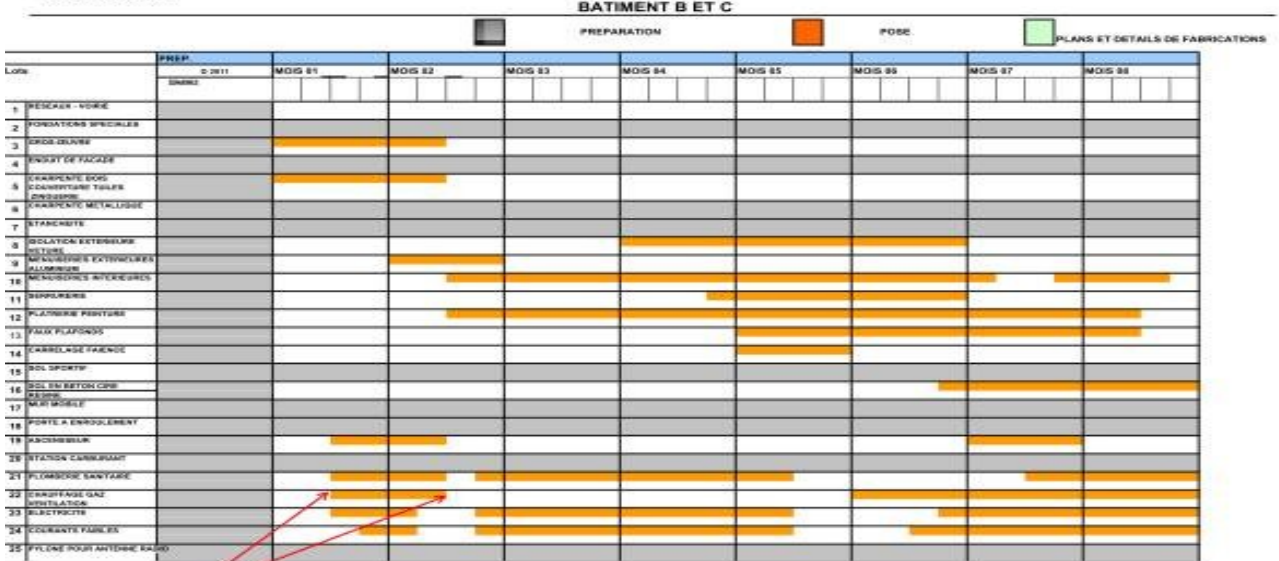 BATIMENT B ET C
PREPARATION
POSE
PLANS ET DETAILS DE FABRICATIONS
PREP
Lots
MOIS 01
MOIS 02
MOIS 03
MOIS 04
MOIS 05
MOIS 06
MOIS 07
MOIS 08
1 RESEAUX - VOIRIE
2 FONDATIONS SPECIALES
3 GROS-OEUVRE
4 ENDUIT DE FACADE
5 CHARPENTE BOIS
COUVERTURE TUILES
ZINGUERIE
6 CHARPENTE METALLIQUE
7 ETANCHEITE
8 ISOLATION EXTERIEURE
VETURE
9 MENUISERIES EXTERIEURES
ALUMINIUM
10 MENUISERIES INTERIEURES
11 SERRURERIE
12 PLATRERIE PEINTURE
13 FAUX PLAFONDS
14 CARRELAGE FAIENCE
15 SOL SPORTIF
16 SOL EN BETON CIRE
RESINE
17 MUR MOBILE
18 PORTE A ENROULEMENT
19 ASCENSEUR
20 STATION CARBURANT
21 PLOMBERIE SANITAIRE
22 CHAUFFAGE GAZ
VENTILATION
23 ELECTRICITE
24 COURANTS FAIBLES
25 PYLONE POUR ANTENNE RADIO